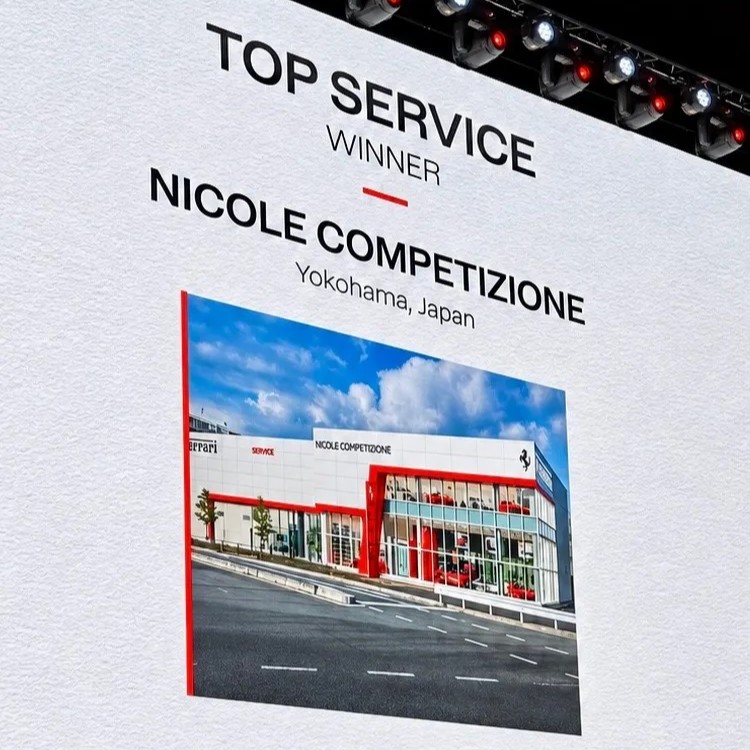 TOP SERVICE
WINNER
NICOLE COMPETIZIONE
Yokohama, Japan
errari
SERVICE
NICOLE COMPETIZIONE